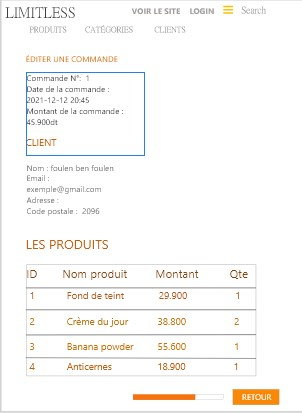 LIMITLESS
VOIR LE SITE LOGIN Search
PRODUITS CATÉGORIES CLIENTS
ÉDITER UNE COMMANDE
Commande N°: 1
Date de la commande :
2021-12-12 20:45
Montant de la commande :
45.900dt
CLIENT
Nom : foulen ben foulen
Email :
exemple@gmail.com
Adresse :
Code postale : 2096
LES PRODUITS
ID Nom produit Montant Qte
1 Fond de teint 29.900 1
2 Crème du jour 38.800 2
3 Banana powder 55.600 1
4 Anticernes 18.900 1
RETOUR